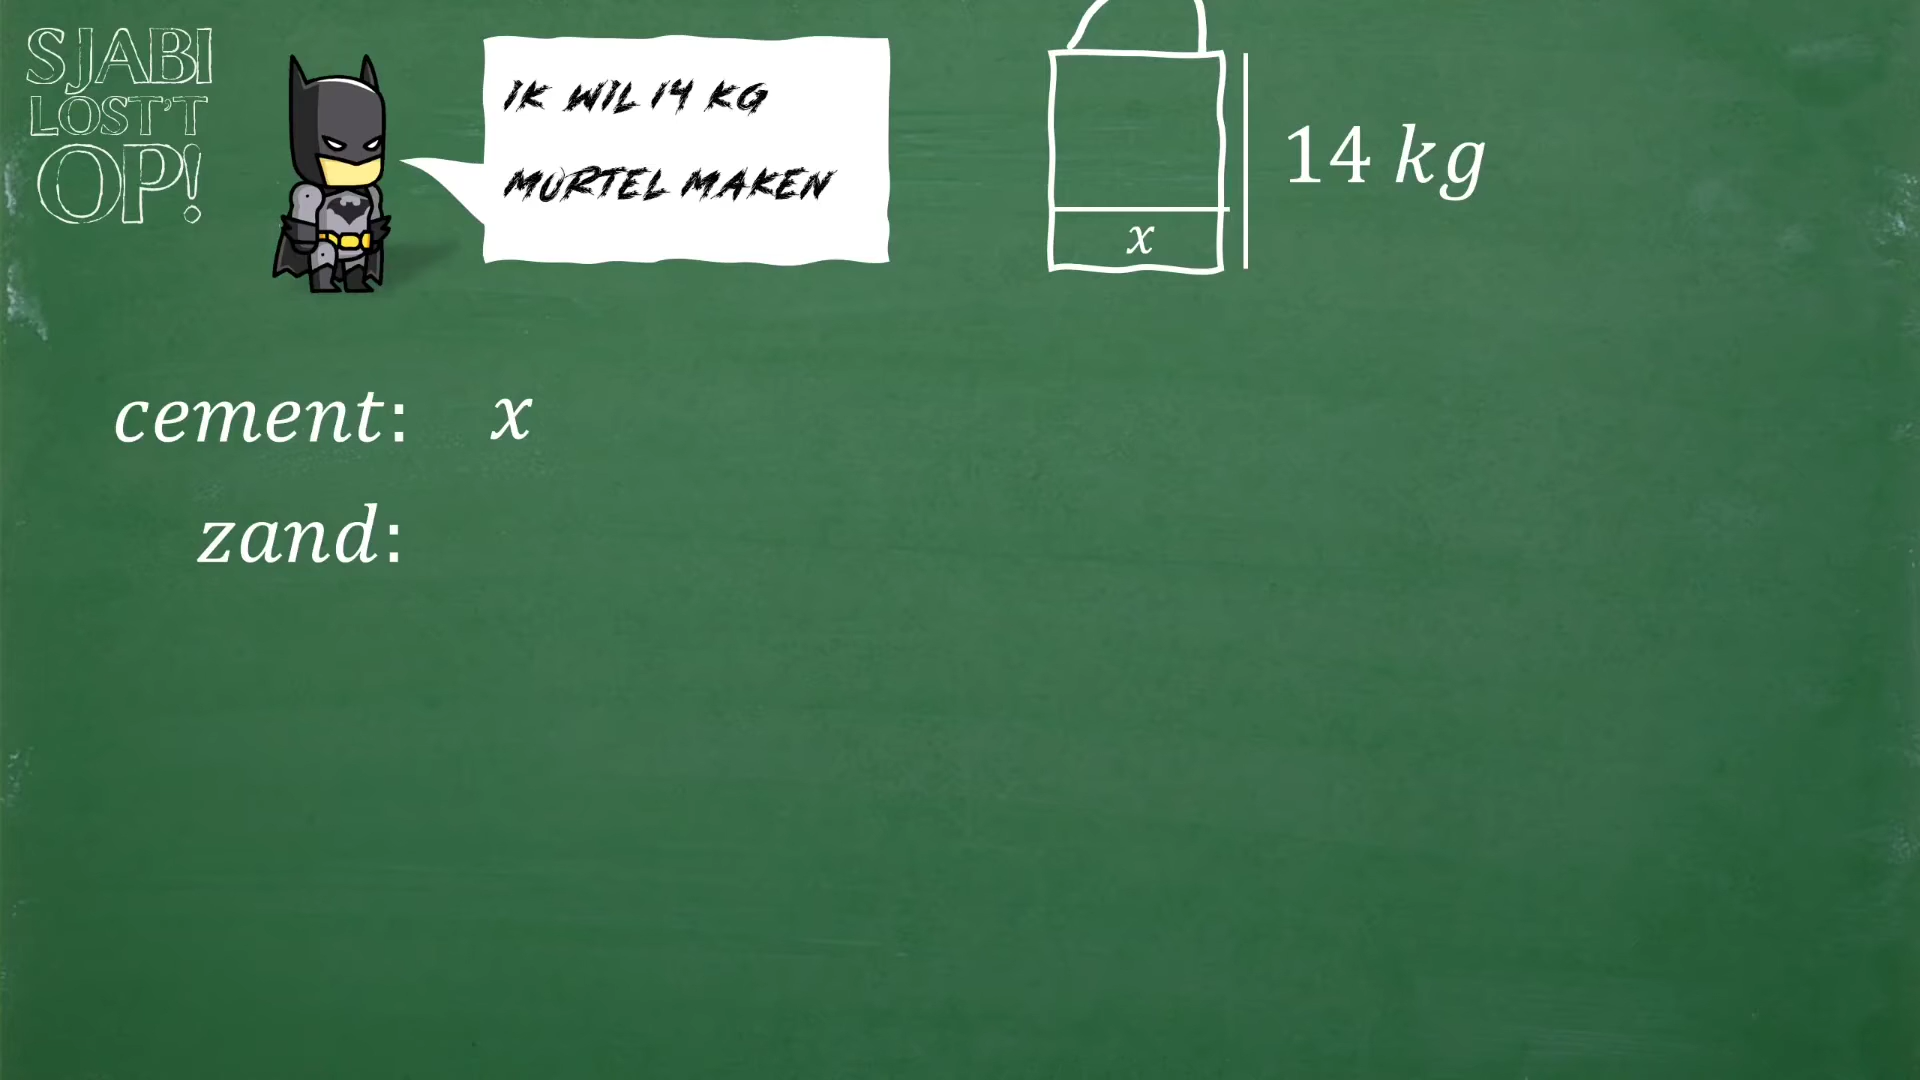 SJABI
LOST'T
OP!
IK WIL 14 KG
MORTEL MAKEN
14 kg
x
cement: x
zand: